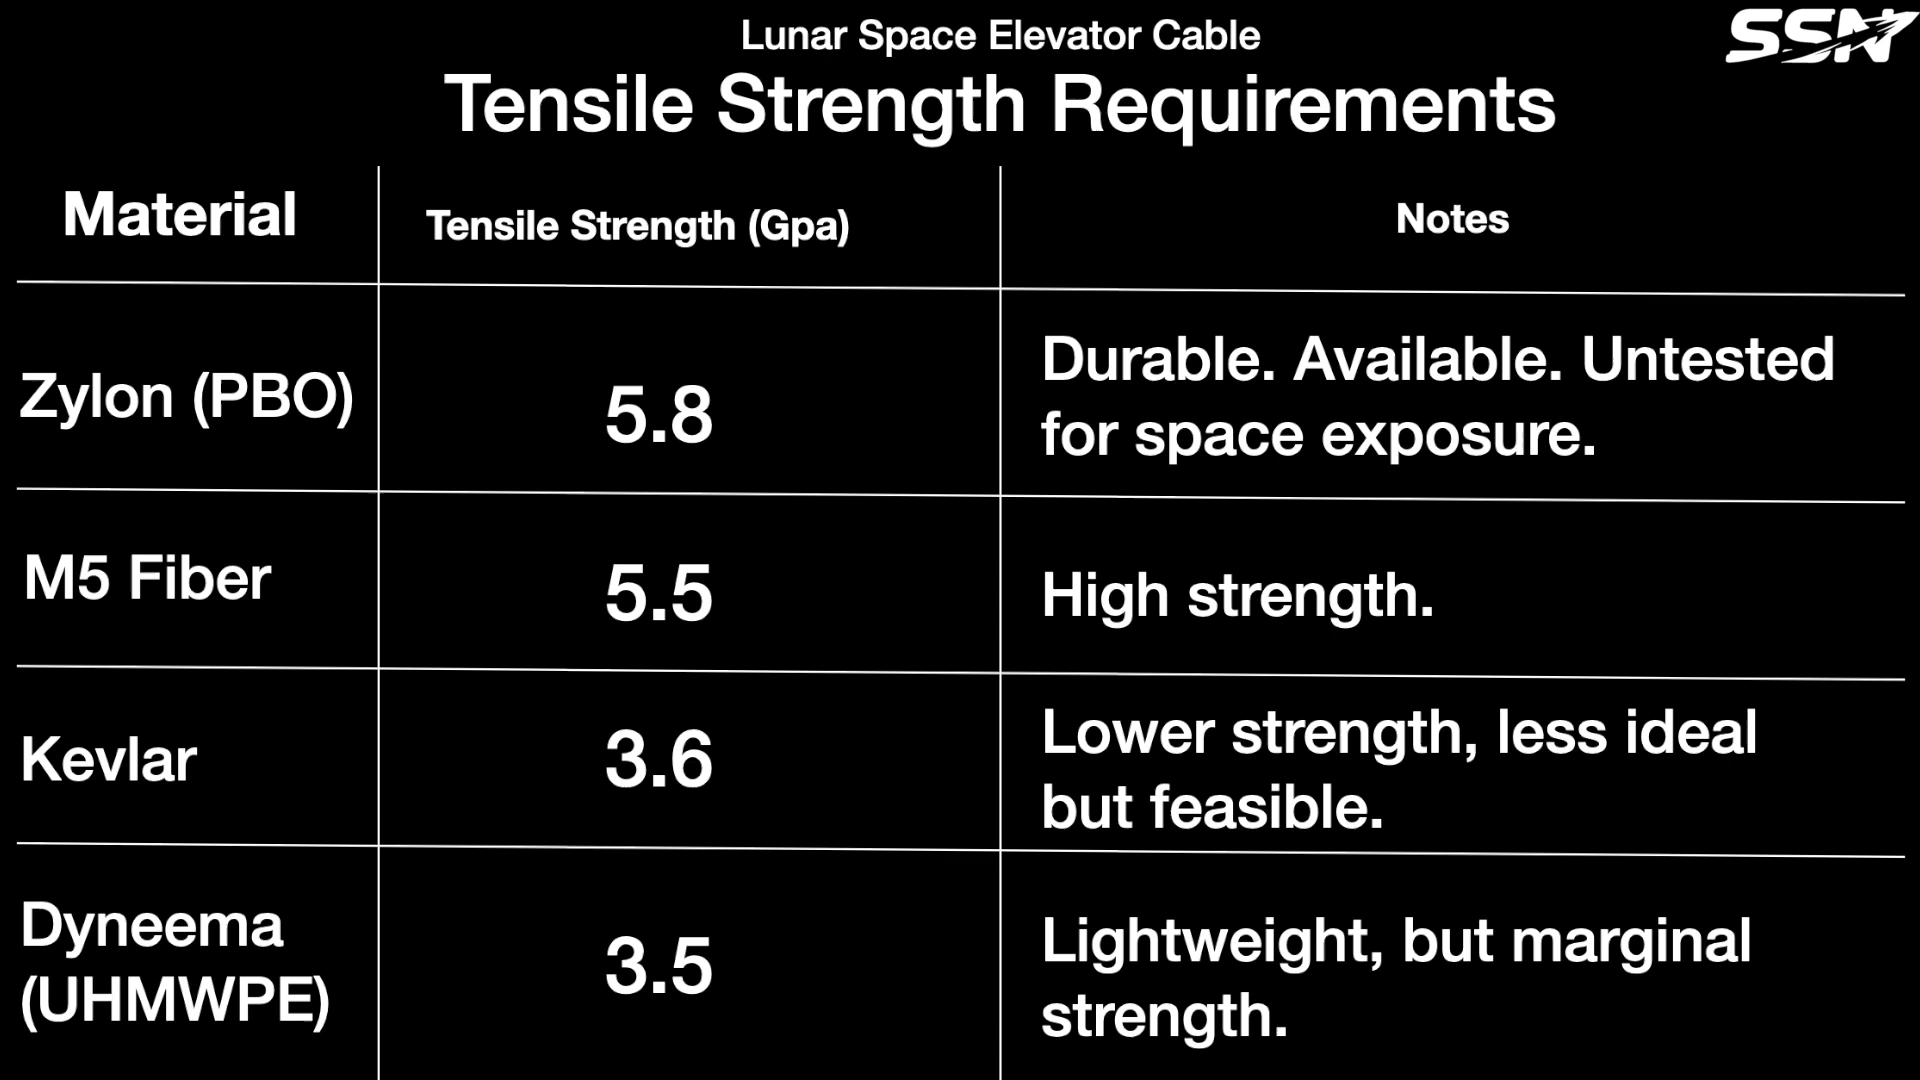 Lunar Space Elevator Cable
SSN
Tensile Strength Requirements
Material
Tensile Strength (Gpa)
Notes
Zylon (PBO)
5.8
Durable. Available. Untested
for space exposure.
M5 Fiber
5.5
High strength.
Kevlar
3.6
Lower strength, less ideal
but feasible.
Dyneema
(UHMWPE)
3.5
Lightweight, but marginal
strength.